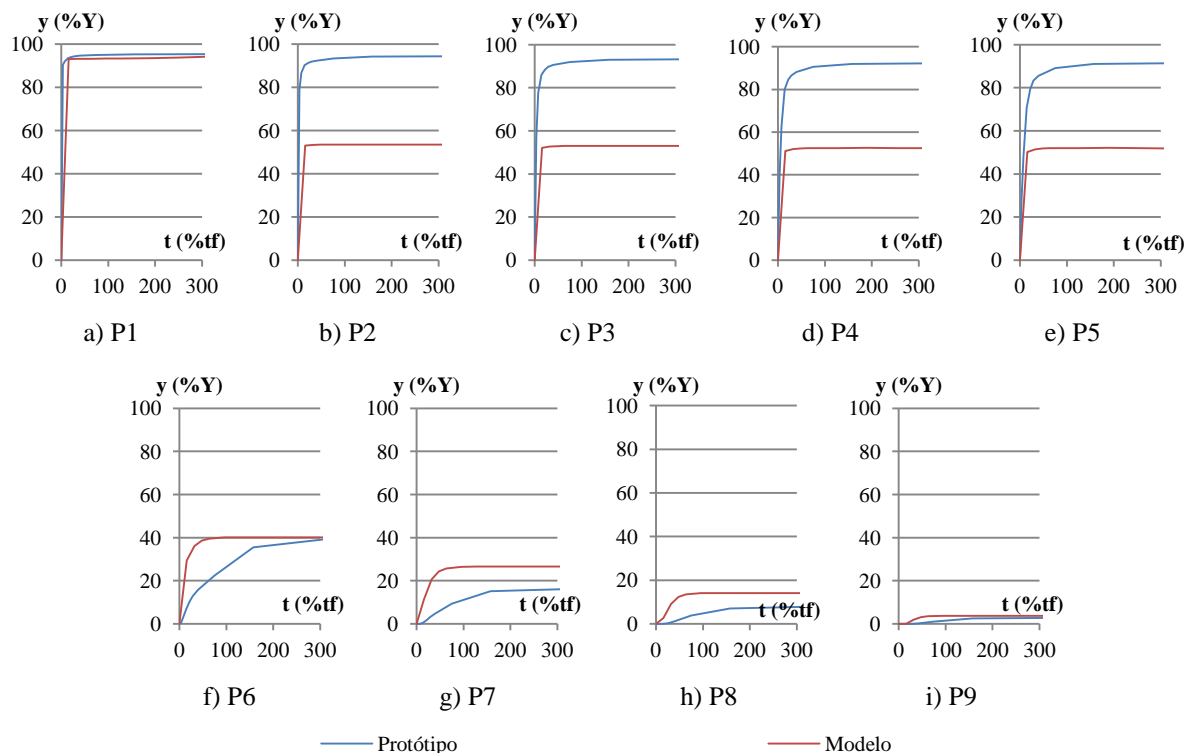 y (%Y) y (%Y) y (%Y) y (%Y) y (%Y)
100 100 100 100 100
80 80 80 80 80
60 60 60 60 60
40 40 40 40 40
20 20 20 20 20
t (%tf) t (%tf) t (%tf) t (%tf) t (%tf)
0 0 0 0 0
0 100 200 300 0 100 200 300 0 100 200 300 0 100 200 300 0 100 200 300
a) P1 b) P2 c) P3 d) P4 e) P5
y (%Y) y (%Y) y (%Y) y (%Y)
100 100 100 100
80 80 80 80
60 60 60 60
40 40 40 40
20 20 20 20
t (%tf) t (%tf) t (%tf) t (%tf)
0 0 0 0
0 100 200 300 0 100 200 300 0 100 200 300 0 100 200 300
f) P6 g) P7 h) P8 i) P9
Protótipo Modelo